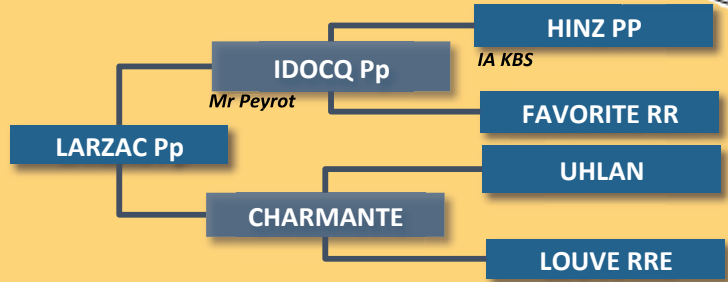 HINZ PP
IDOCQ Pp
IA KBS
Mr Peyrot
FAVORITE RR
LARZAC Pp
UHLAN
CHARMANTE
LOUVE RRE